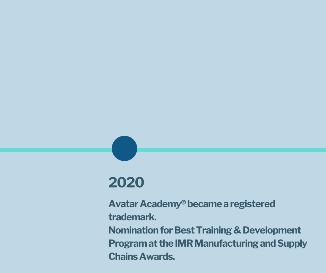 2020
Avatar Academy® became a registered
trademark.
Nomination for Best Training & Development
Program at the IMR Manufacturing and Supply
Chains Awards.